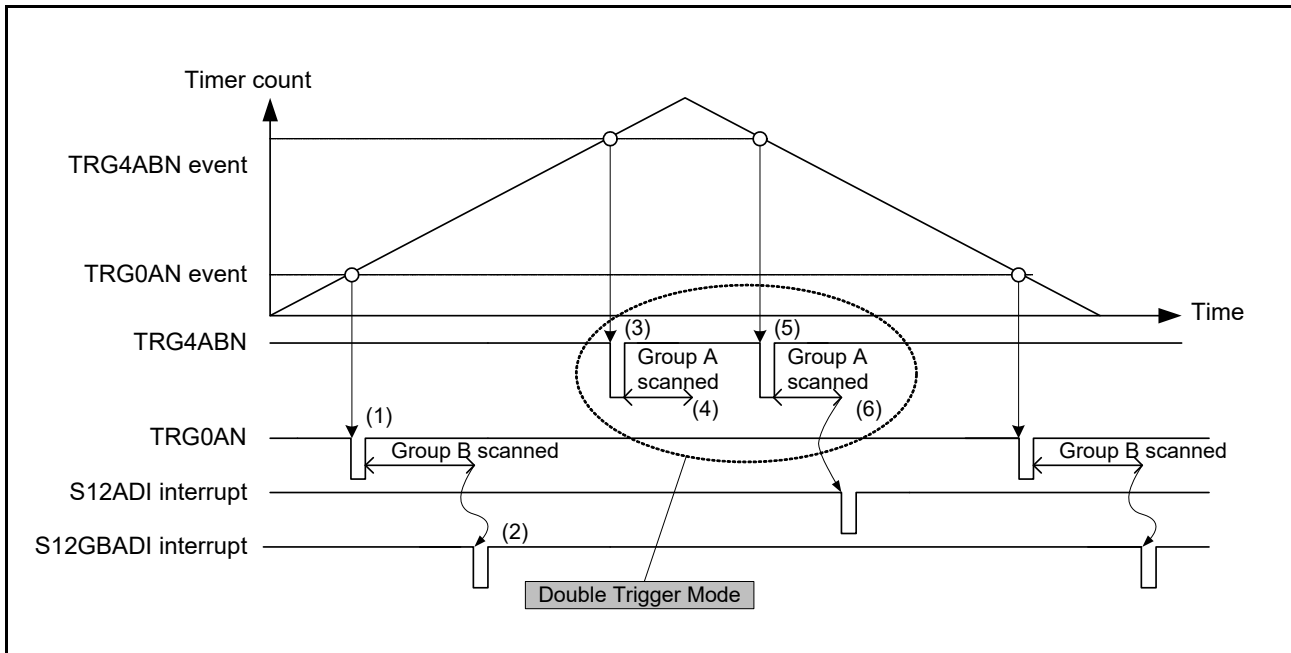 Timer count
TRG4ABN event
TRG0AN event
Time
TRG4ABN
(3)
(5)
Group A
scanned
Group A
scanned
(4)
(6)
TRG0AN
(1)
Group B scanned
Group B scanned
S12ADI interrupt
S12GBADI interrupt
(2)
Double Trigger Mode